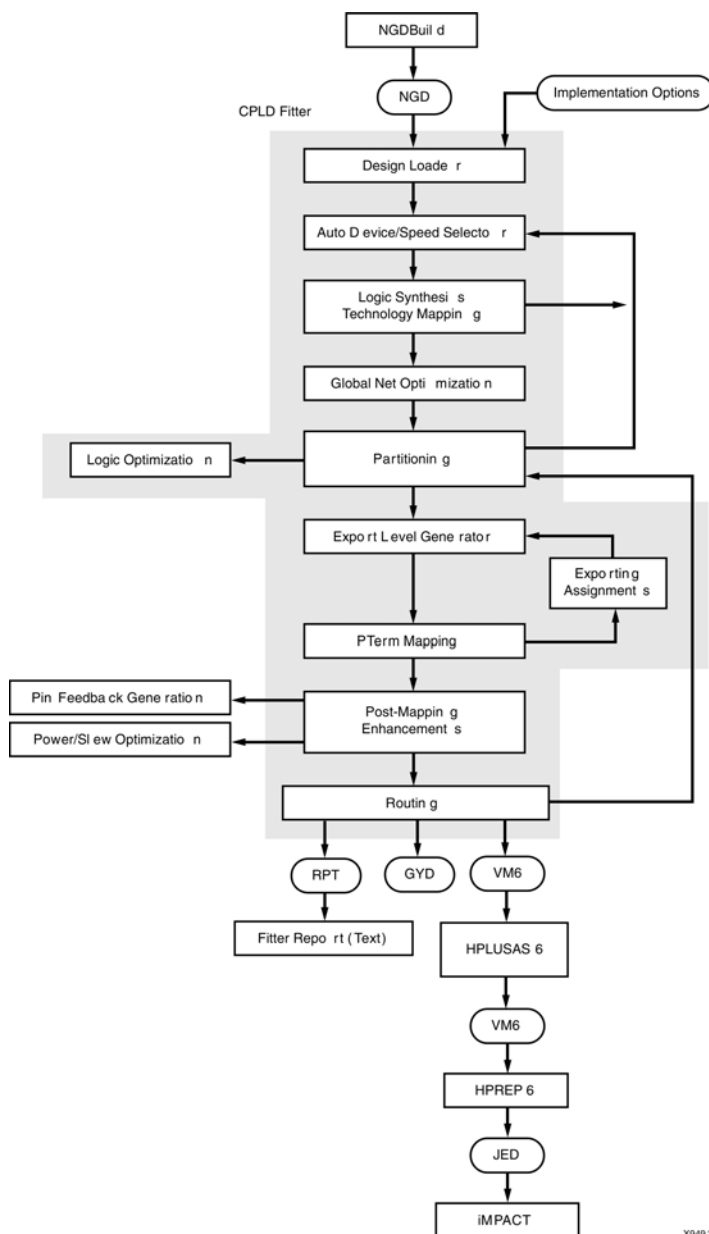 NGDBuil d
NGD
Implementation Options
CPLD Fitter
Design Loade r
Auto D evice/Speed Selecto r
Logic Synthesi s
Technology Mappin g
Global Net Opti mizatio n
Logic Optimizatio n
Partitionin g
Expo rt Level Gene rator
Expo rtin g
Assignment s
PTerm Mapping
Pin Feedba ck Gene ratio n
Power/Sl ew Optimizatio n
Post-Mappin g
Enhancement s
Routin g
RPT
GYD
VM6
Fitter Repo rt (Text)
HPLUSAS 6
VM6
HPREP 6
JED
iMPACT